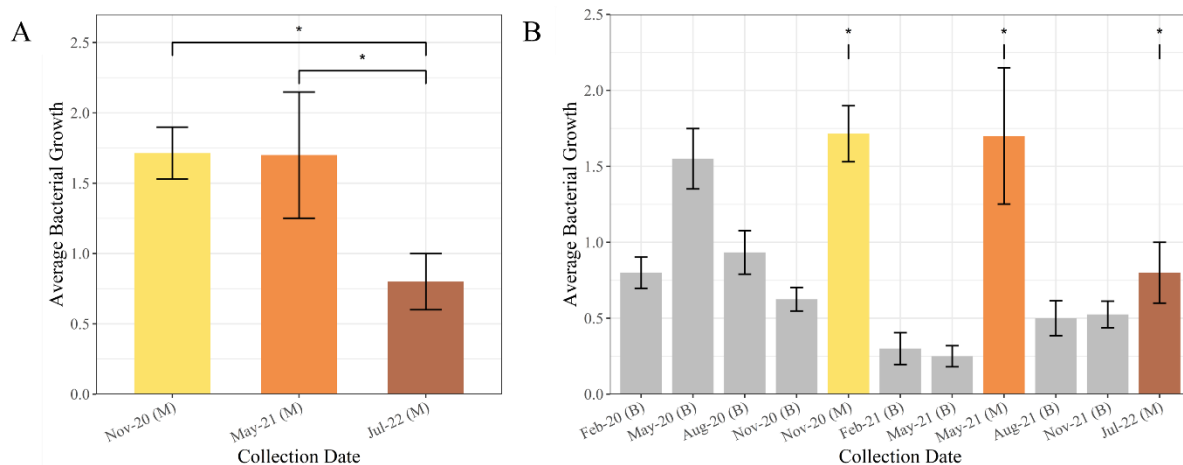 A
Average Bacterial Growth
2.5
2.0
1.5
1.0
0.5
0.0
*
*
Nov-20 (M)
May-21 (M)
Jul-22 (M)
Collection Date
B
Average Bacterial Growth
2.5
2.0
1.5
1.0
0.5
0.0
*
*
*
Feb-20 (B)
May-20 (B)
Aug-20 (B)
Nov-20 (B)
Nov-20 (M)
Feb-21 (B)
May-21 (B)
May-21 (M)
Aug-21 (B)
Nov-21 (B)
Jul-22 (M)
Collection Date